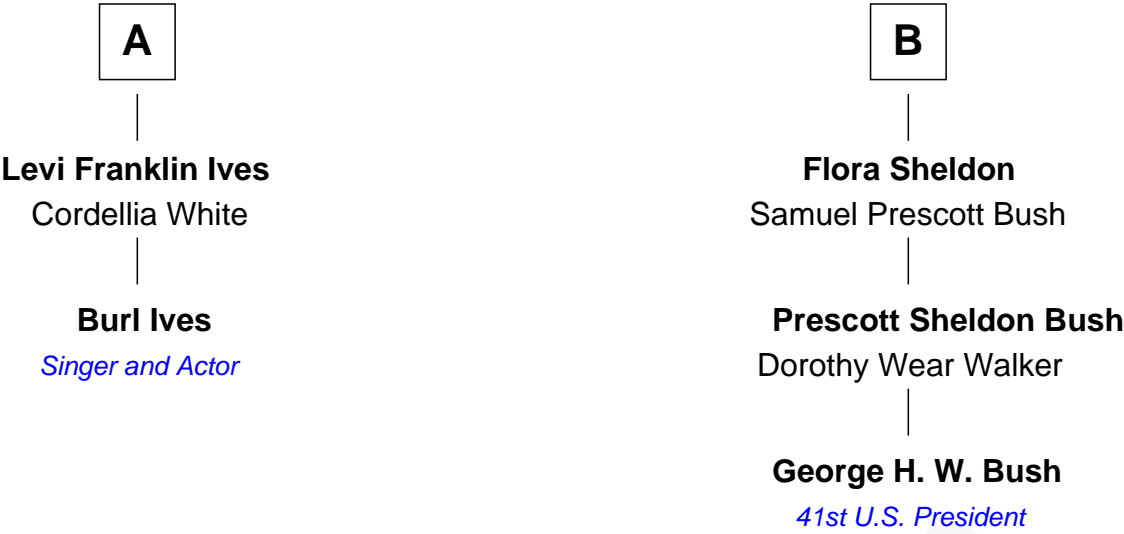 A
B
Levi Franklin Ives
Cordellia White
Flora Sheldon
Samuel Prescott Bush
Burl Ives
Singer and Actor
Prescott Sheldon Bush
Dorothy Wear Walker
George H. W. Bush
41st U.S. President